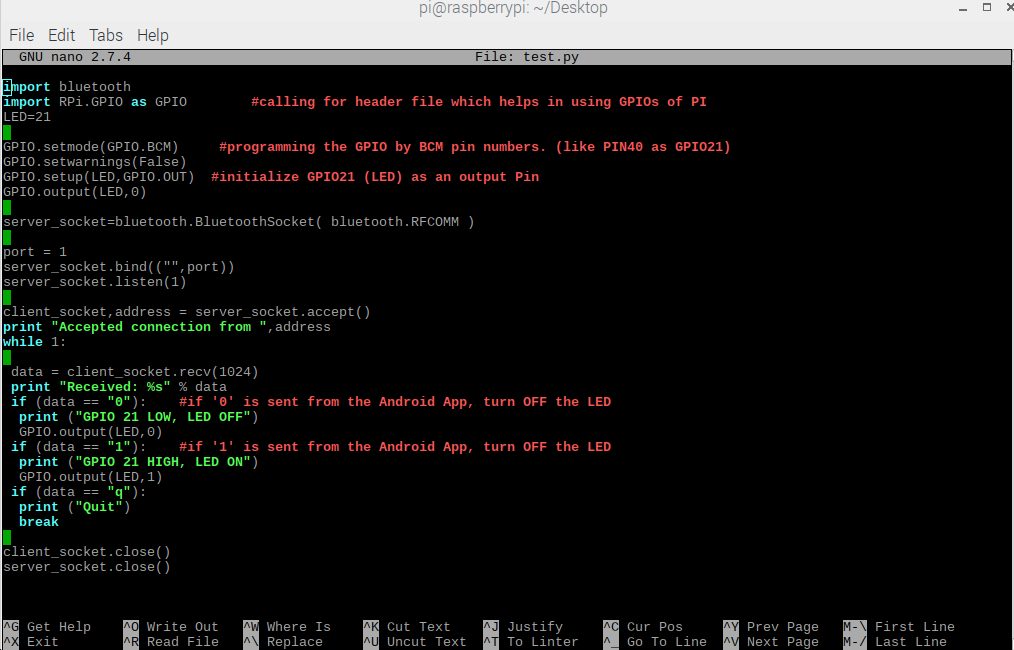 pi@raspberrypi: ~/Desktop
File Edit Tabs Help
GNU nano 2.7.4 File: test.py
import bluetooth
import RPi.GPIO as GPIO #calling for header file which helps in using GPIOs of PI
LED=21
GPIO.setmode(GPIO.BCM) #programming the GPIO by BCM pin numbers. (like PIN40 as GPIO21)
GPIO.setwarnings(False)
GPIO.setup(LED,GPIO.OUT) #initialize GPIO21 (LED) as an output Pin
GPIO.output(LED,0)
server_socket=bluetooth.BluetoothSocket( bluetooth.RFCOMM )
port = 1
server_socket.bind(("",port))
server_socket.listen(1)
client_socket,address = server_socket.accept()
print "Accepted connection from ",address
while 1:
 data = client_socket.recv(1024)
 print "Received: %s" % data
 if (data == "0"): #if '0' is sent from the Android App, turn OFF the LED
  print ("GPIO 21 LOW, LED OFF")
  GPIO.output(LED,0)
 if (data == "1"): #if '1' is sent from the Android App, turn OFF the LED
  print ("GPIO 21 HIGH, LED ON")
  GPIO.output(LED,1)
 if (data == "q"):
  print ("Quit")
  break
client_socket.close()
server_socket.close()
^G Get Help ^O Write Out ^W Where Is ^K Cut Text ^J Justify ^C Cur Pos ^Y Prev Page M-\ First Line
^X Exit ^R Read File ^\ Replace ^U Uncut Text ^T To Linter ^_ Go To Line ^V Next Page M-/ Last Line